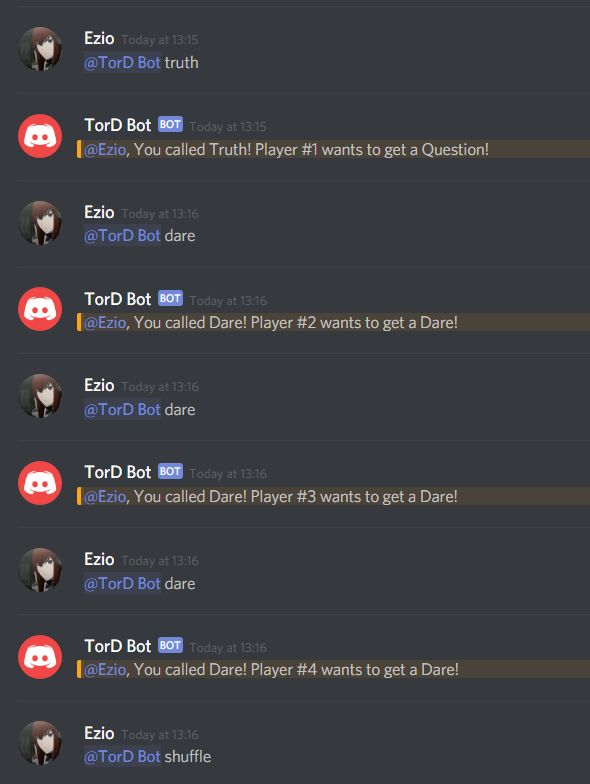 Ezio Today at 13:15
@TorD Bot truth
TorD Bot BOT Today at 13:15
@Ezio, You called Truth! Player #1 wants to get a Question!
Ezio Today at 13:16
@TorD Bot dare
TorD Bot BOT Today at 13:16
@Ezio, You called Dare! Player #2 wants to get a Dare!
Ezio Today at 13:16
@TorD Bot dare
TorD Bot BOT Today at 13:16
@Ezio, You called Dare! Player #3 wants to get a Dare!
Ezio Today at 13:16
@TorD Bot dare
TorD Bot BOT Today at 13:16
@Ezio, You called Dare! Player #4 wants to get a Dare!
Ezio Today at 13:16
@TorD Bot shuffle